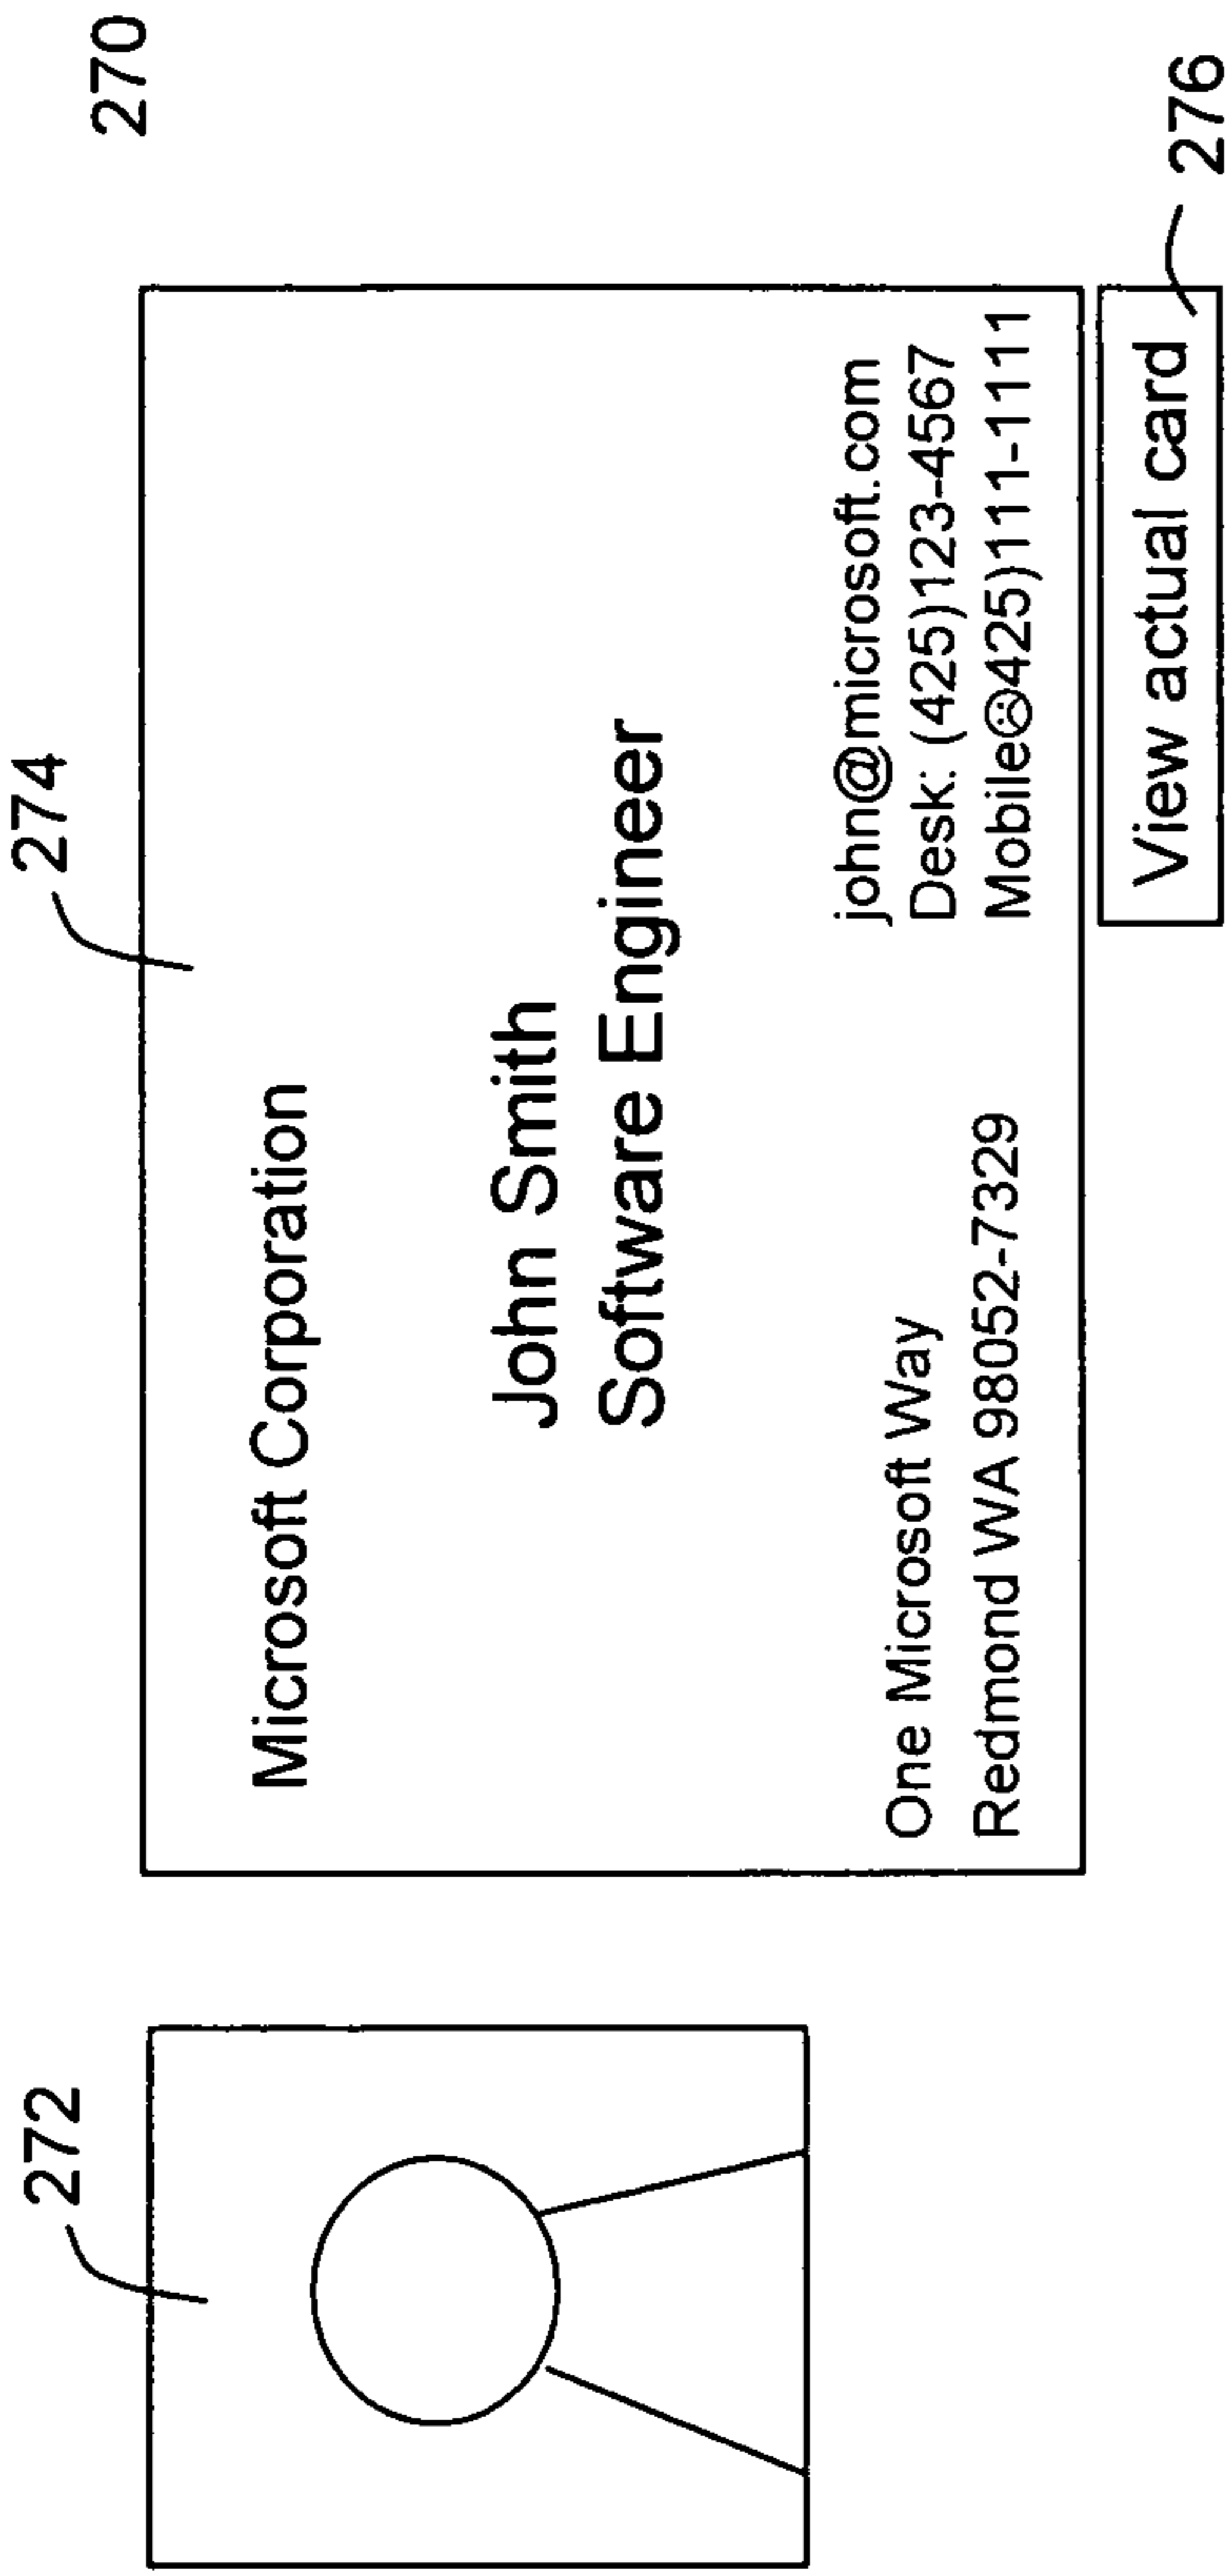 270
272
274
Microsoft Corporation
John Smith
Software Engineer
One Microsoft Way
Redmond WA 98052-7329
john@microsoft.com
Desk: (425)123-4567
Mobile☹425)111-1111
View actual card
276